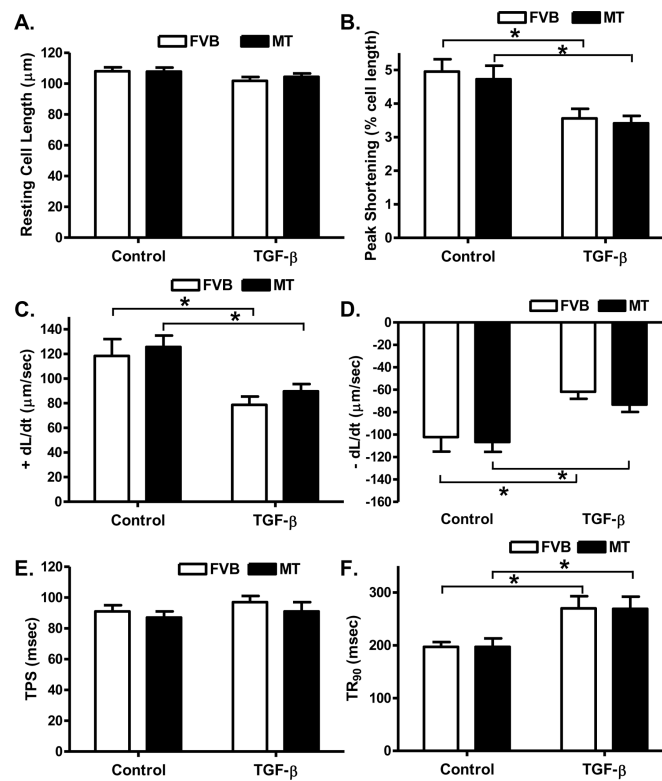 A.
FVB MT
Resting Cell Length (μm)
120
100
80
60
40
20
0
Control TGF-β
B.
FVB MT
*
*
Peak Shortening (% cell length)
5
4
3
2
1
0
Control TGF-β
C.
FVB MT
*
*
+ dL/dt (μm/sec)
140
120
100
80
60
40
20
0
Control TGF-β
D.
FVB MT
- dL/dt (μm/sec)
0
-20
-40
-60
-80
-100
-120
-140
-160
*
*
Control TGF-β
E.
FVB MT
TPS (msec)
120
100
80
60
40
20
0
Control TGF-β
F.
FVB MT
*
*
TR90 (msec)
300
200
100
0
Control TGF-β